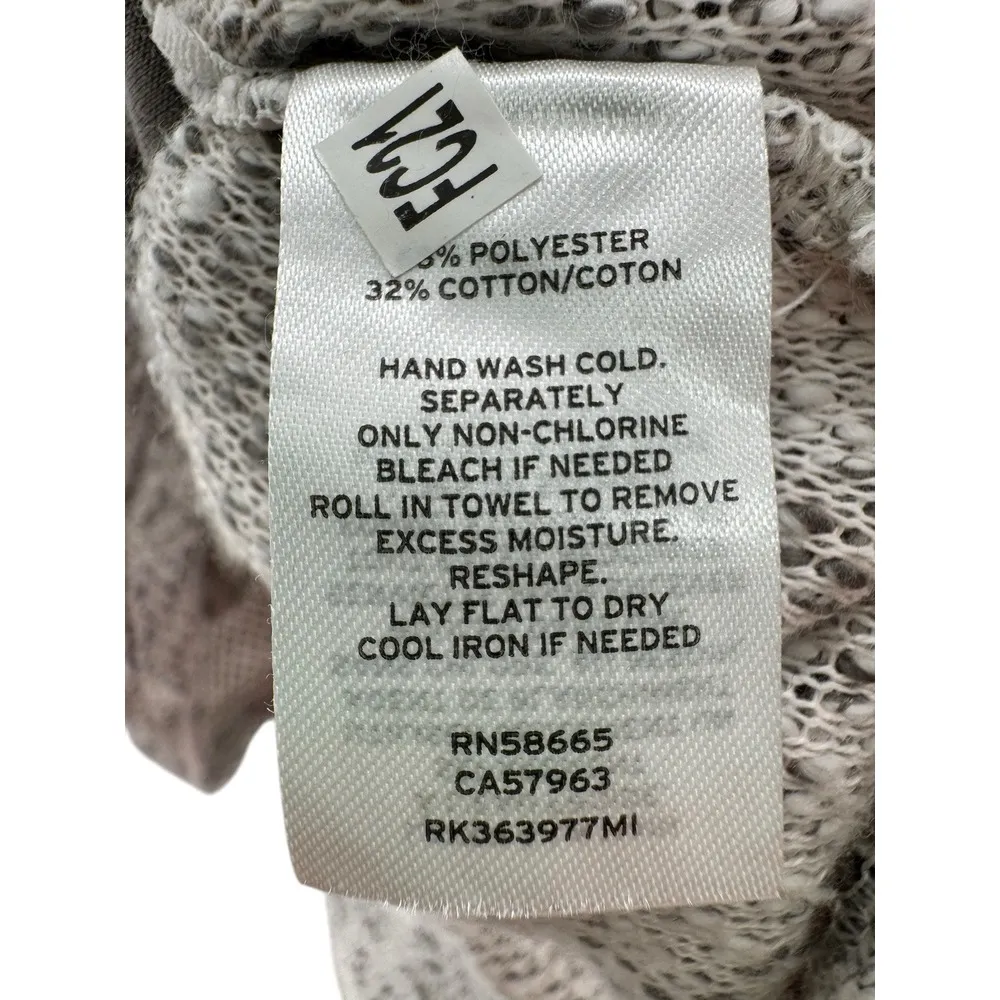 FC21
8% POLYESTER
32% COTTON/COTON
HAND WASH COLD.
SEPARATELY
ONLY NON-CHLORINE
BLEACH IF NEEDED
ROLL IN TOWEL TO REMOVE
EXCESS MOISTURE.
RESHAPE.
LAY FLAT TO DRY
COOL IRON IF NEEDED
RN58665
CA57963
RK363977MI